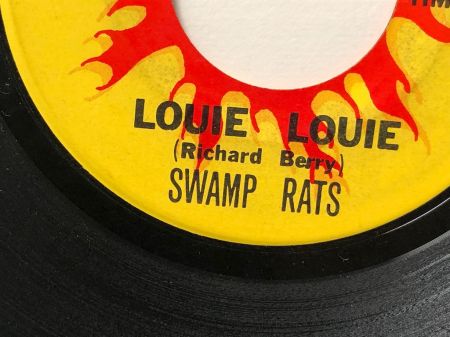 LOUIE LOUIE
(Richard Berry)
SWAMP RATS